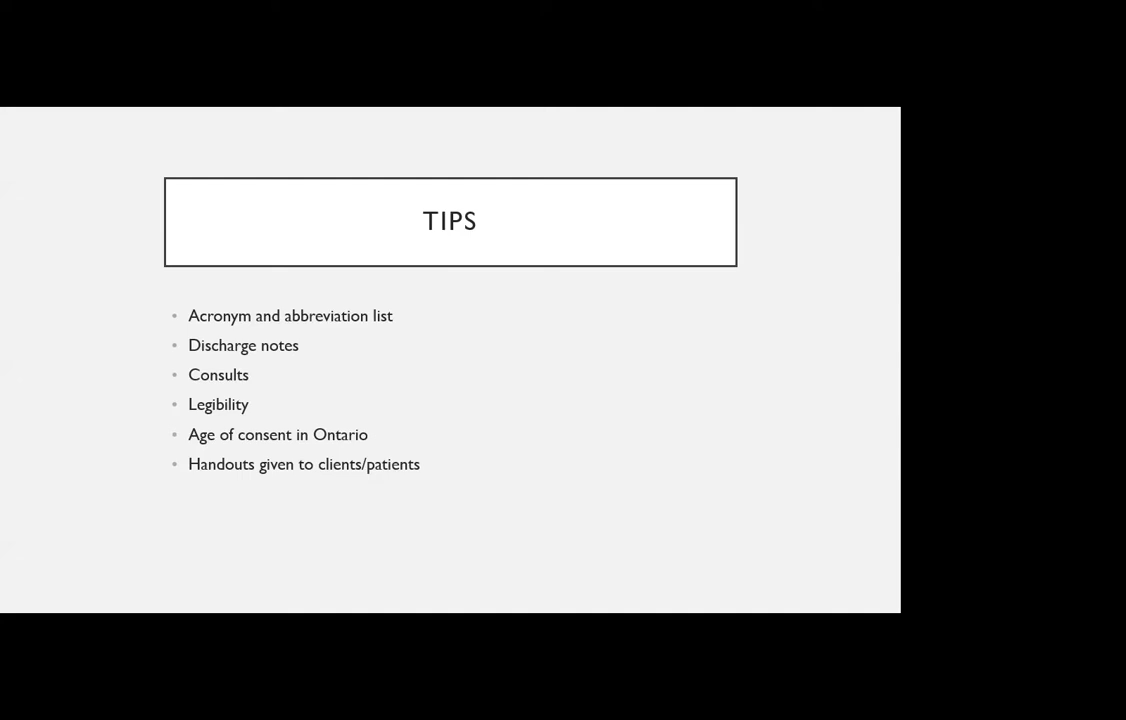 TIPS
• Acronym and abbreviation list
• Discharge notes
• Consults
• Legibility
• Age of consent in Ontario
• Handouts given to clients/patients